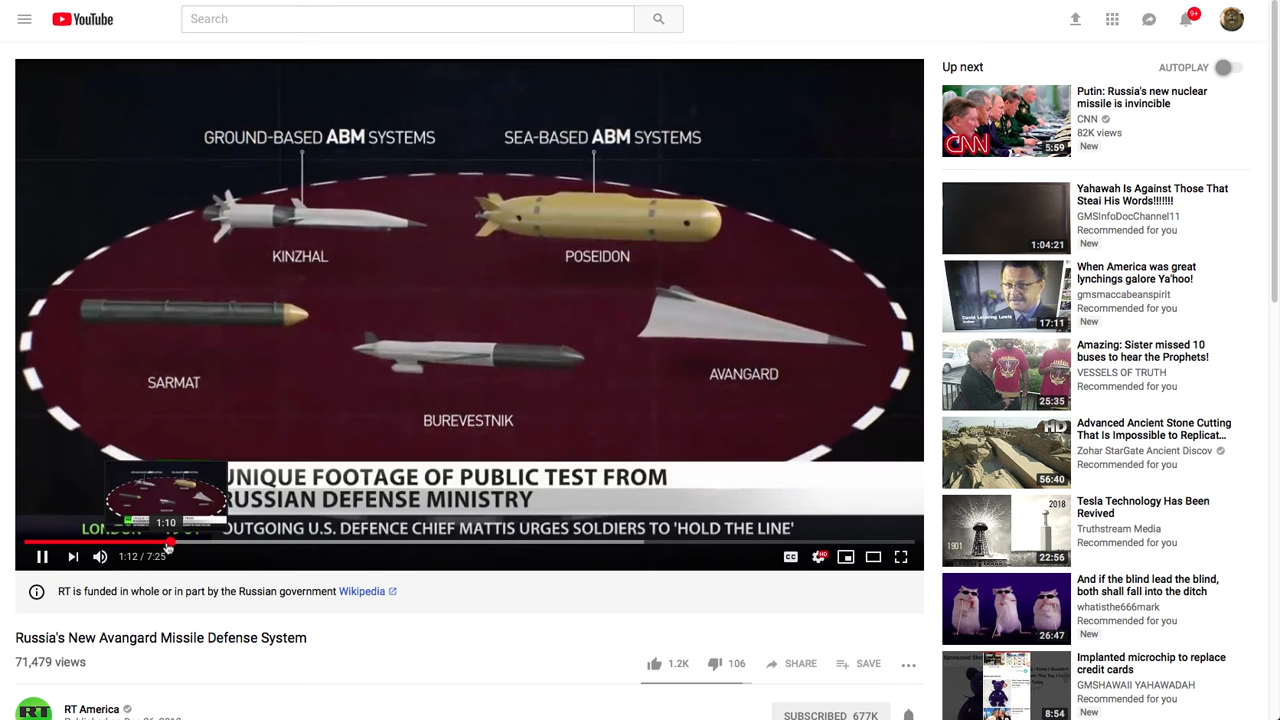 YouTube
Search
9+
GROUND-BASED ABM SYSTEMS
SEA-BASED ABM SYSTEMS
KINZHAL
POSEIDON
SARMAT
BUREVESTNIK
AVANGARD
UNIQUE FOOTAGE OF PUBLIC TEST FROM
RUSSIAN DEFENSE MINISTRY
OUTGOING U.S. DEFENCE CHIEF MATTIS URGES SOLDIERS TO 'HOLD THE LINE'
1:10
1:12 / 7:25
CC
HD
RT is funded in whole or in part by the Russian government Wikipedia
Russia's New Avangard Missile Defense System
71,479 views
1.2K
106
SHARE
SAVE
RT
RT America
SUBSCRIBED 677K
Up next
AUTOPLAY
CNN
5:59
Putin: Russia's new nuclear
missile is invincible
CNN
82K views
New
1:04:21
Yahawah Is Against Those That
Steal His Words!!!!!!!
GMSInfoDocChannel11
Recommended for you
New
17:11
When America was great
lynchings galore Ya'hoo!
gmsmaccabeanspirit
Recommended for you
New
25:35
Amazing: Sister missed 10
buses to hear the Prophets!
VESSELS OF TRUTH
Recommended for you
HD
56:40
Advanced Ancient Stone Cutting
That Is Impossible to Replicat...
Zohar StarGate Ancient Discov
Recommended for you
1901
2018
22:56
Tesla Technology Has Been
Revived
Truthstream Media
Recommended for you
26:47
And if the blind lead the blind,
both shall fall into the ditch
whatisthe666mark
Recommended for you
New
8:54
Implanted microchip to replace
credit cards
GMSHAWAII YAHAWADAH
Recommended for you
New